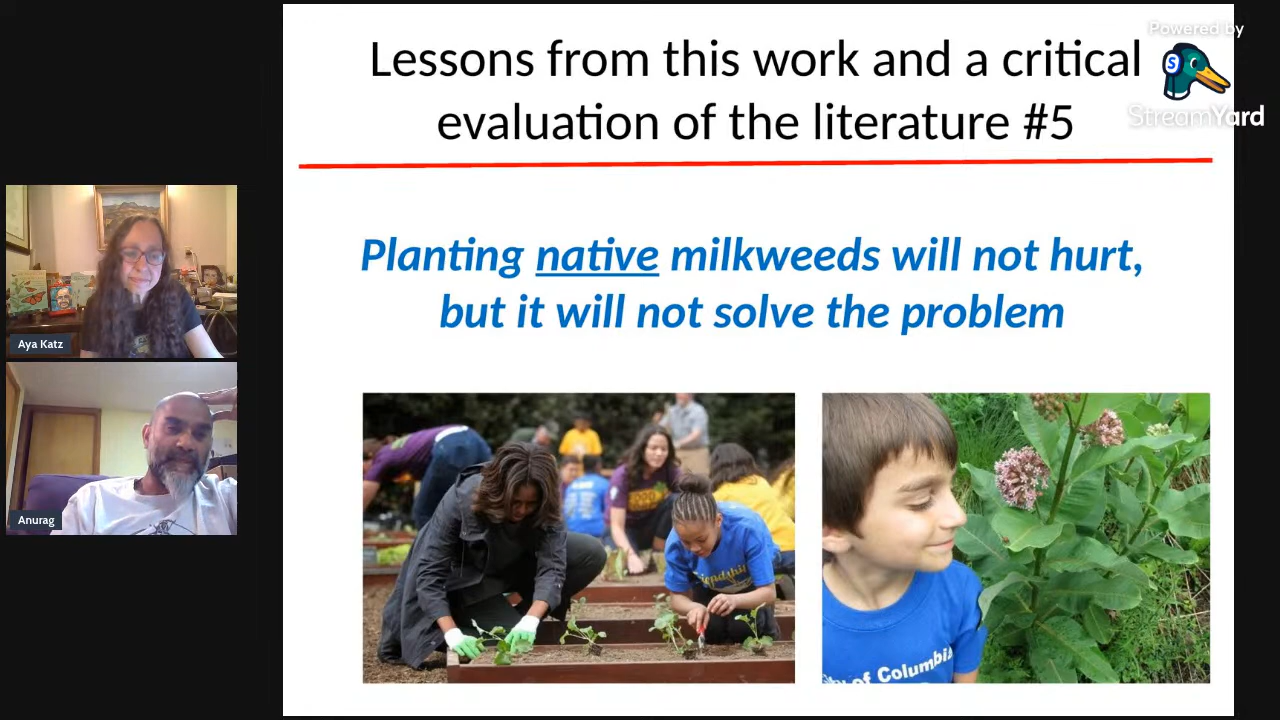 Lessons from this work and a critical
evaluation of the literature #5
Powered by
S
StreamYard
Planting native milkweeds will not hurt,
but it will not solve the problem
Aya Katz
Anurag
of Columbia